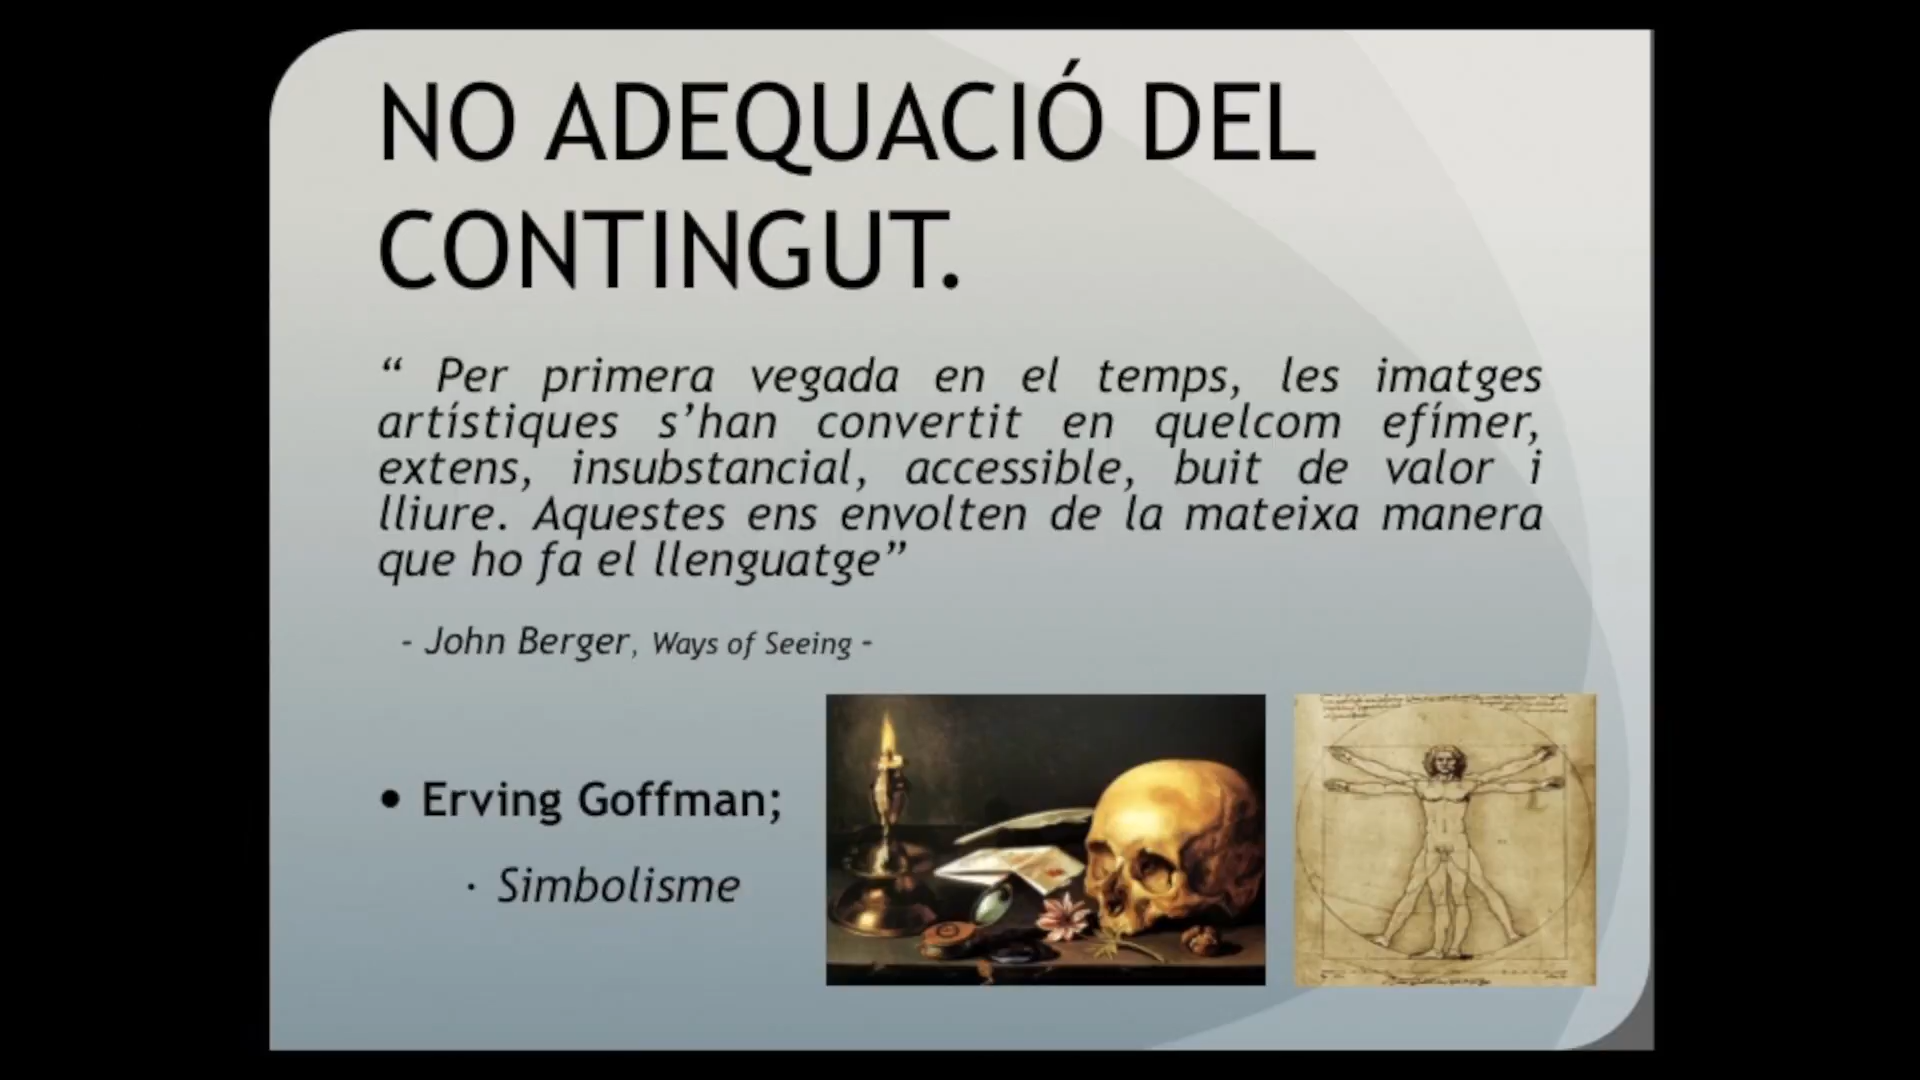 NO ADEQUACIÓ DEL
CONTINGUT.
“ Per primera vegada en el temps, les imatges
artístiques s’han convertit en quelcom efímer,
extens, insubstancial, accessible, buit de valor i
lliure. Aquestes ens envolten de la mateixa manera
que ho fa el llenguatge”
- John Berger, Ways of Seeing -
• Erving Goffman;
· Simbolisme